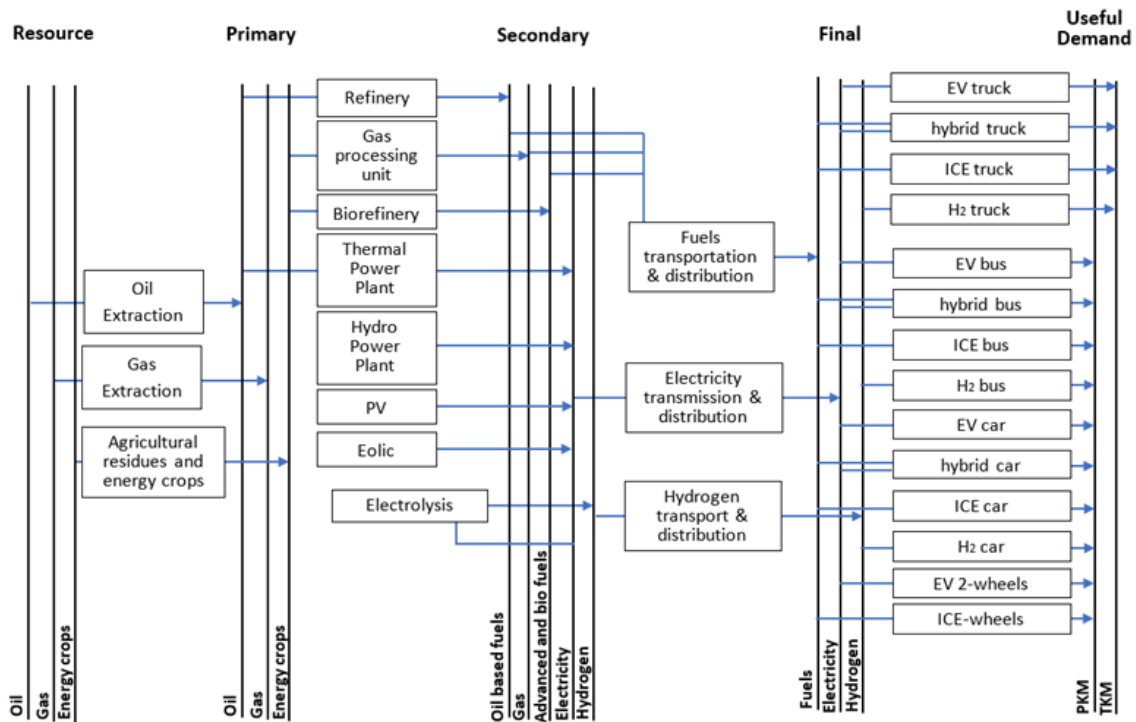 Resource
Primary
Secondary
Final
Useful
Demand
Oil
Extraction
Gas
Extraction
Agricultural
residues and
energy crops
Refinery
Gas
processing
unit
Biorefinery
Thermal
Power
Plant
Hydro
Power
Plant
PV
Eolic
Electrolysis
Fuels
transportation
& distribution
Electricity
transmission &
distribution
Hydrogen
transport &
distribution
EV truck
hybrid truck
ICE truck
H2 truck
EV bus
hybrid bus
ICE bus
H2 bus
EV car
hybrid car
ICE car
H2 car
EV 2-wheels
ICE-wheels
Oil
Gas
Energy crops
Oil
Gas
Energy crops
Oil based fuels
Gas
Advanced and bio fuels
Electricity
Hydrogen
Fuels
Electricity
Hydrogen
PKM
TKM